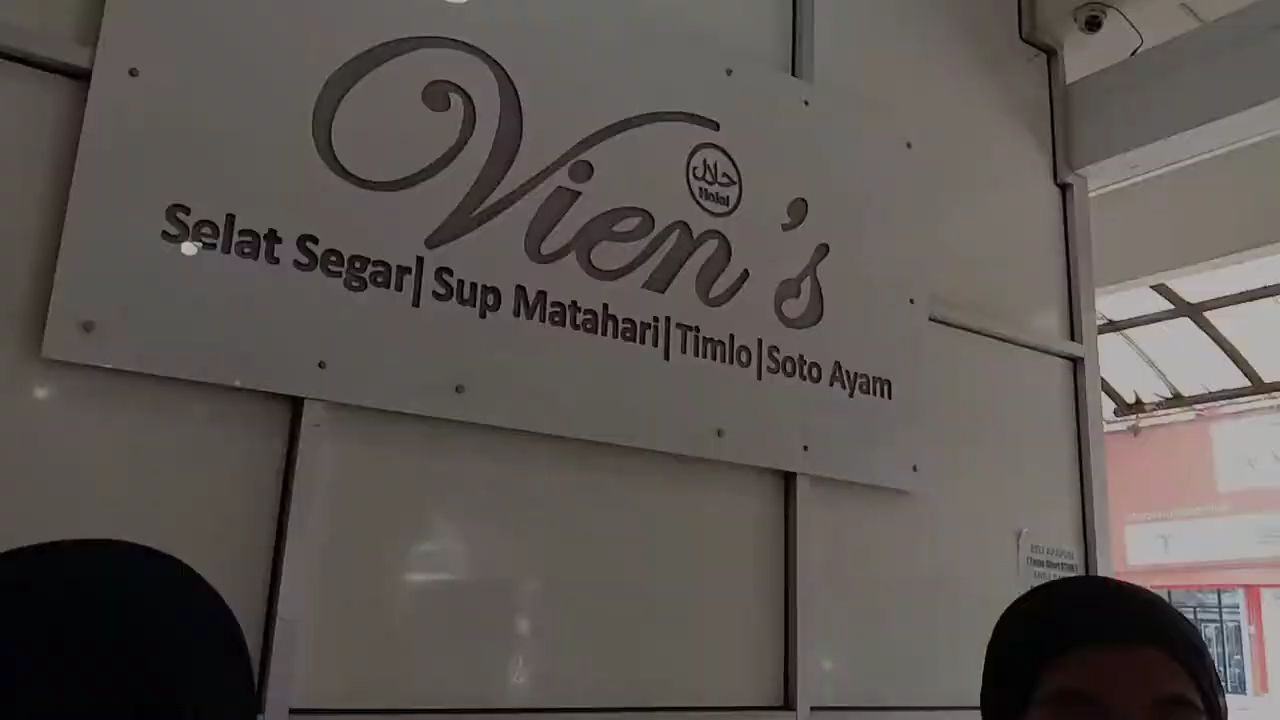 Vien's
حلال
Halal
Selat Segar|Sup Matahari|Timlo|Soto Ayam